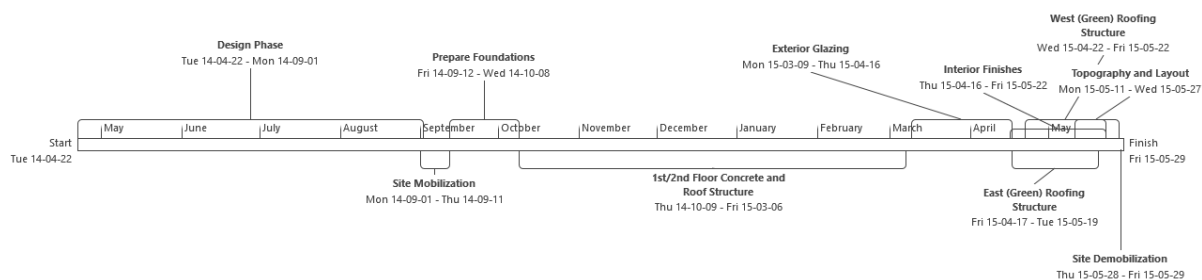 West (Green) Roofing
Structure
Wed 15-04-22 - Fri 15-05-22
Design Phase
Tue 14-04-22 - Mon 14-09-01
Prepare Foundations
Fri 14-09-12 - Wed 14-10-08
Exterior Glazing
Mon 15-03-09 - Thu 15-04-16
Interior Finishes
Thu 15-04-16 - Fri 15-05-22
Topography and Layout
Mon 15-05-11 - Wed 15-05-27
May June July August September October November December January February March April May
Start
Tue 14-04-22
Finish
Fri 15-05-29
Site Mobilization
Mon 14-09-01 - Thu 14-09-11
1st/2nd Floor Concrete and
Roof Structure
Thu 14-10-09 - Fri 15-03-06
East (Green) Roofing
Structure
Fri 15-04-17 - Tue 15-05-19
Site Demobilization
Thu 15-05-28 - Fri 15-05-29